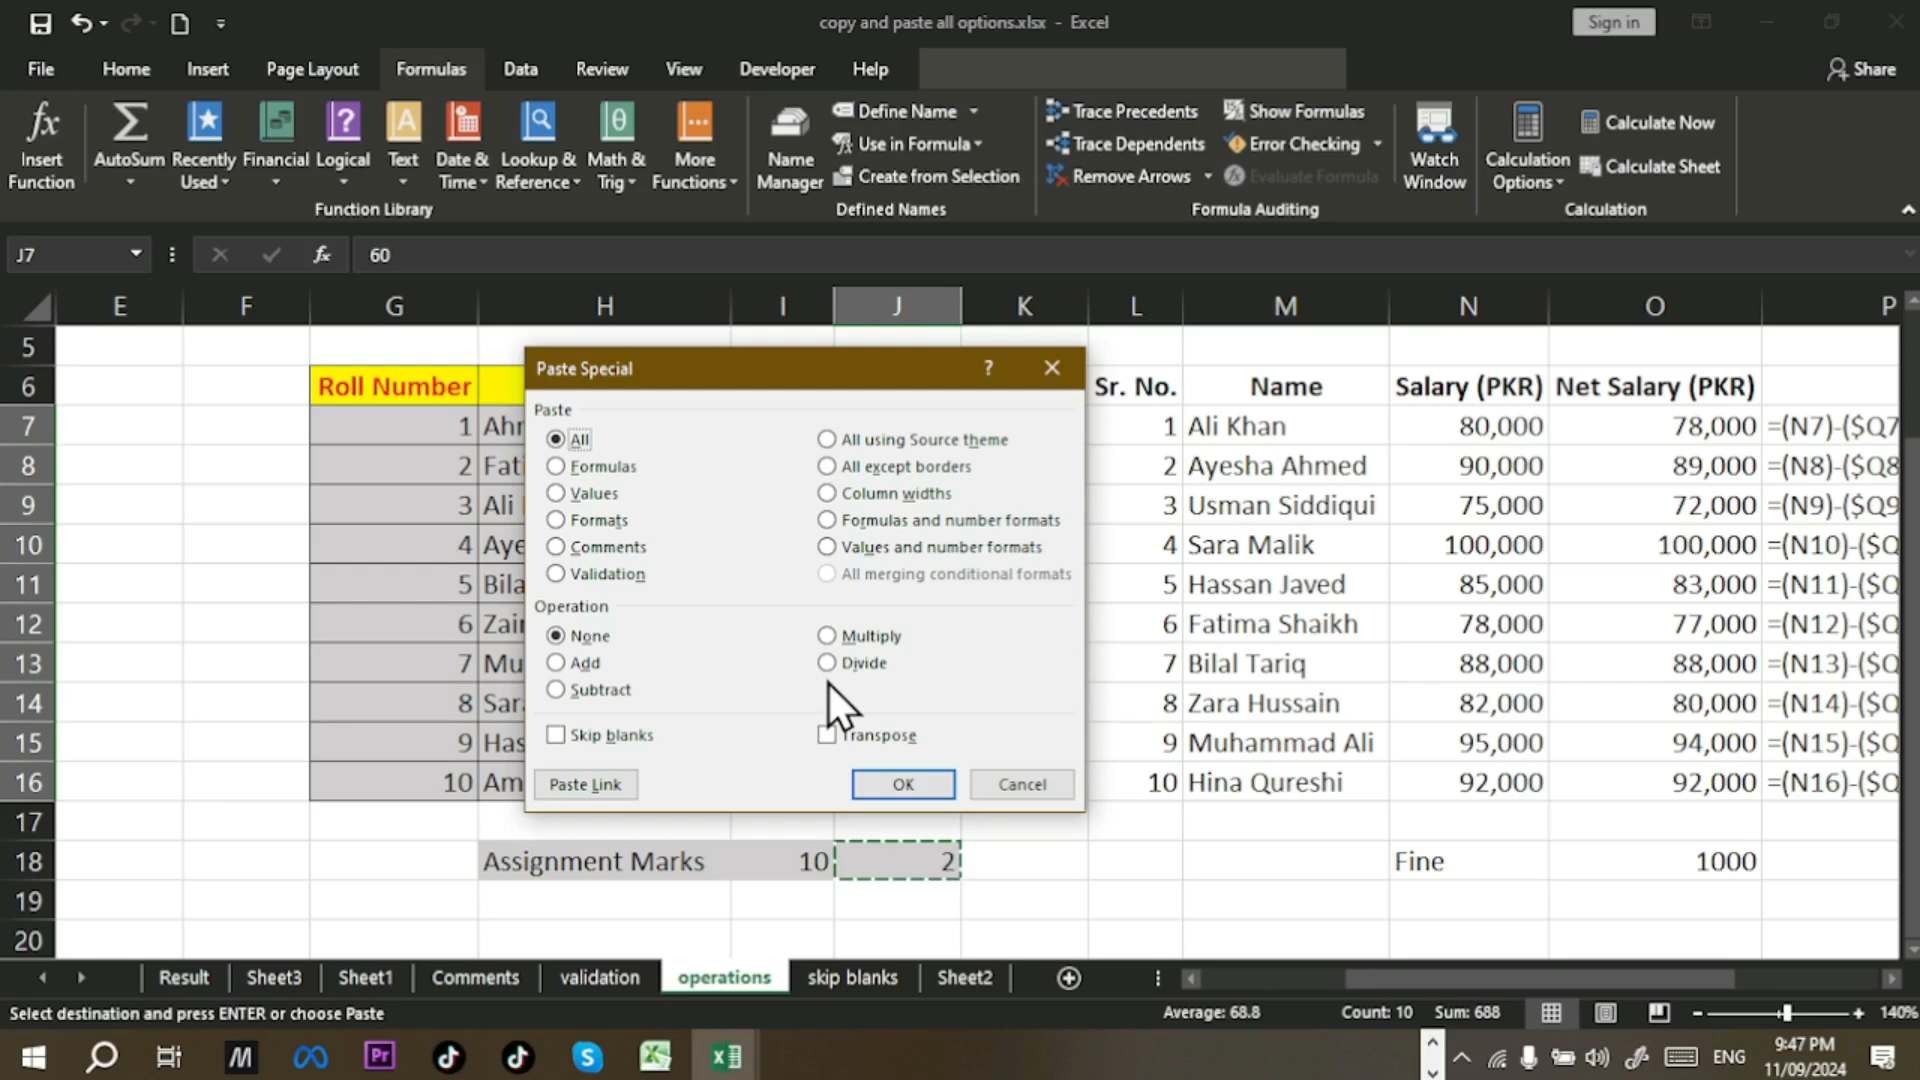 copy and paste all options.xlsx - Excel
Sign in
File Home Insert Page Layout Formulas Data Review View Developer Help
Share
Insert Function
AutoSum
Recently Used
Financial
Logical
Text
Date & Time
Lookup & Reference
Math & Trig
More Functions
Function Library
Name Manager
Define Name
Use in Formula
Create from Selection
Defined Names
Trace Precedents
Trace Dependents
Remove Arrows
Show Formulas
Error Checking
Evaluate Formula
Formula Auditing
Watch Window
Calculation Options
Calculate Now
Calculate Sheet
Calculation
J7 fx 60
E F G H I J K L M N O P
5
6 Roll Number Sr. No. Name Salary (PKR) Net Salary (PKR)
7 1 Ahr 1 Ali Khan 80,000 78,000 =(N7)-($Q7
8 2 Fati 2 Ayesha Ahmed 90,000 89,000 =(N8)-($Q8
9 3 Ali 3 Usman Siddiqui 75,000 72,000 =(N9)-($Q9
10 4 Aye 4 Sara Malik 100,000 100,000 =(N10)-($Q
11 5 Bila 5 Hassan Javed 85,000 83,000 =(N11)-($Q
12 6 Zair 6 Fatima Shaikh 78,000 77,000 =(N12)-($Q
13 7 Mu 7 Bilal Tariq 88,000 88,000 =(N13)-($Q
14 8 Sar 8 Zara Hussain 82,000 80,000 =(N14)-($Q
15 9 Has 9 Muhammad Ali 95,000 94,000 =(N15)-($Q
16 10 Am 10 Hina Qureshi 92,000 92,000 =(N16)-($Q
17
18 Assignment Marks 10 2 Fine 1000
19
20
Paste Special ?
Paste
All All using Source theme
Formulas All except borders
Values Column widths
Formats Formulas and number formats
Comments Values and number formats
Validation All merging conditional formats
Operation
None Multiply
Add Divide
Subtract
Skip blanks Transpose
Paste Link OK Cancel
Result Sheet3 Sheet1 Comments validation operations skip blanks Sheet2
Select destination and press ENTER or choose Paste Average: 68.8 Count: 10 Sum: 688 140%
ENG
9:47 PM
11/09/2024